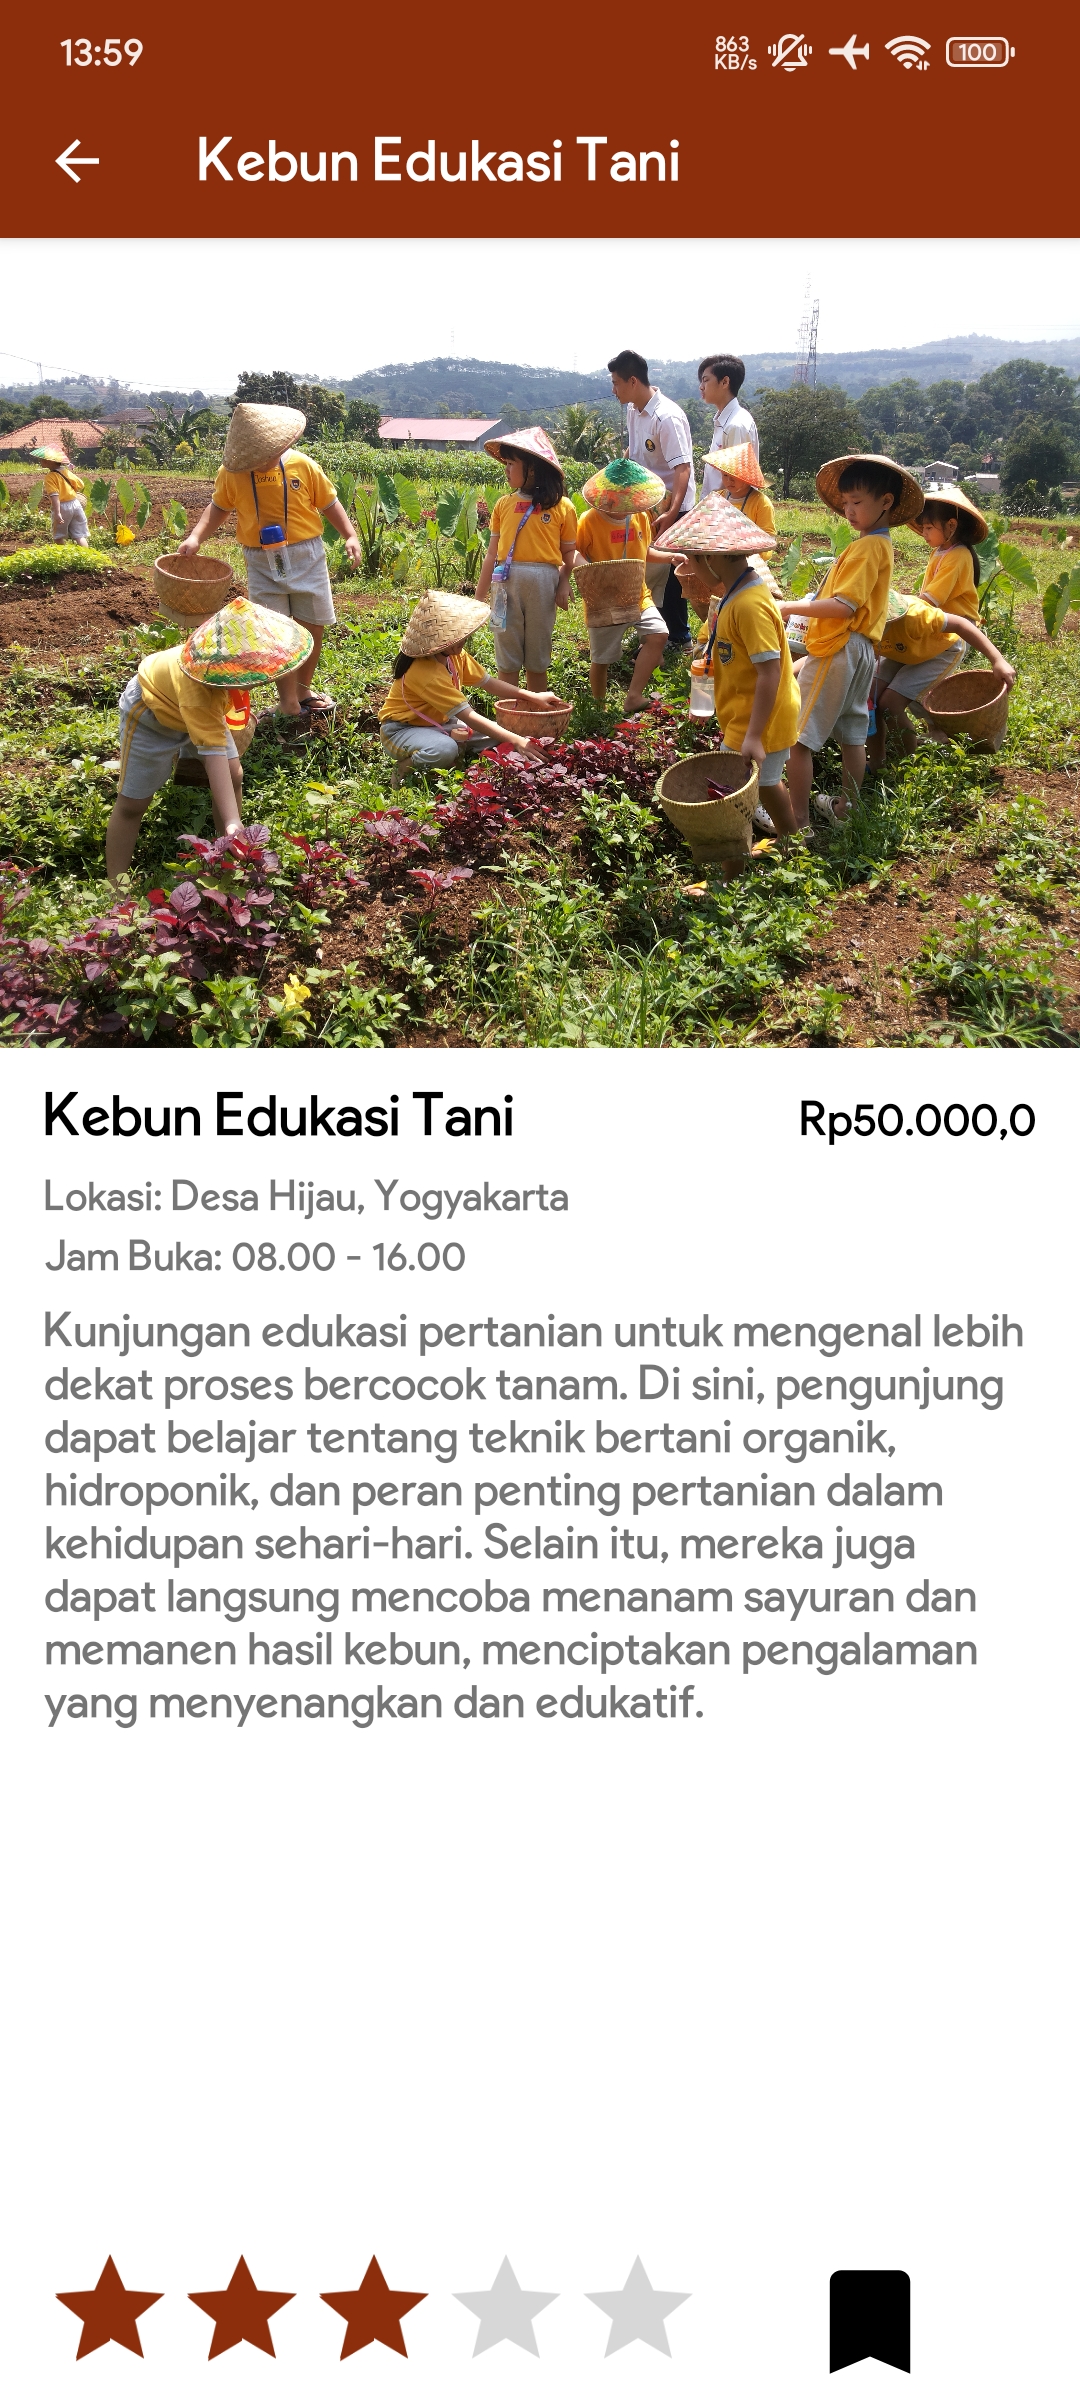 13:59
863
KB/s
100
Kebun Edukasi Tani
Kebun Edukasi Tani
Rp50.000,0
Lokasi: Desa Hijau, Yogyakarta
Jam Buka: 08.00 - 16.00
Kunjungan edukasi pertanian untuk mengenal lebih
dekat proses bercocok tanam. Di sini, pengunjung
dapat belajar tentang teknik bertani organik,
hidroponik, dan peran penting pertanian dalam
kehidupan sehari-hari. Selain itu, mereka juga
dapat langsung mencoba menanam sayuran dan
memanen hasil kebun, menciptakan pengalaman
yang menyenangkan dan edukatif.